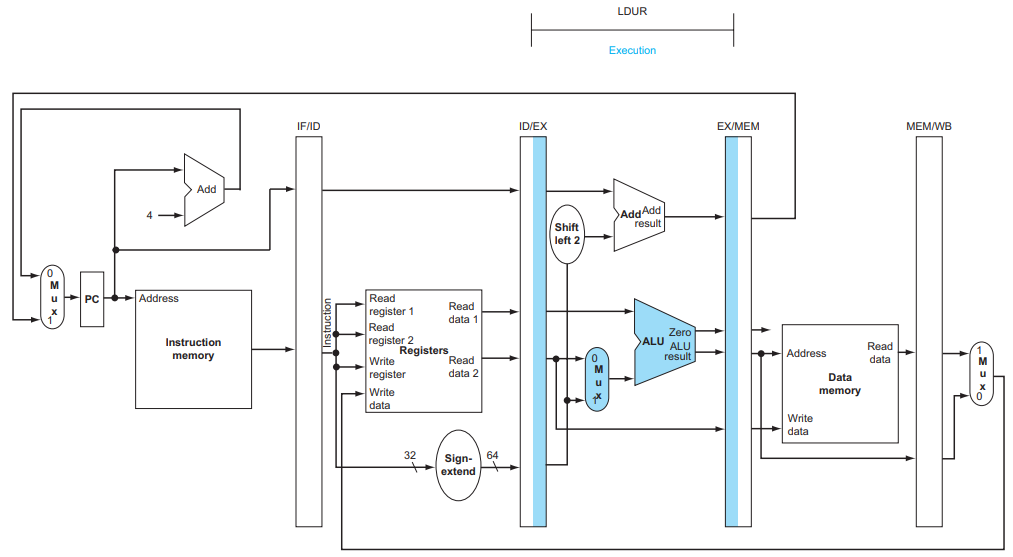 LDUR
Execution
IF/ID
ID/EX
EX/MEM
MEM/WB
Add
4
Add
Add
result
Shift
left 2
0
M
u
x
1
PC
Address
Instruction
memory
Instruction
Read
register 1
Read
register 2
Write
register
Write
data
Registers
Read
data 1
Read
data 2
0
M
u
x
1
ALU
Zero
ALU
result
Address
Read
data
Data
memory
Write
data
1
M
u
x
0
32
Sign-
extend
64